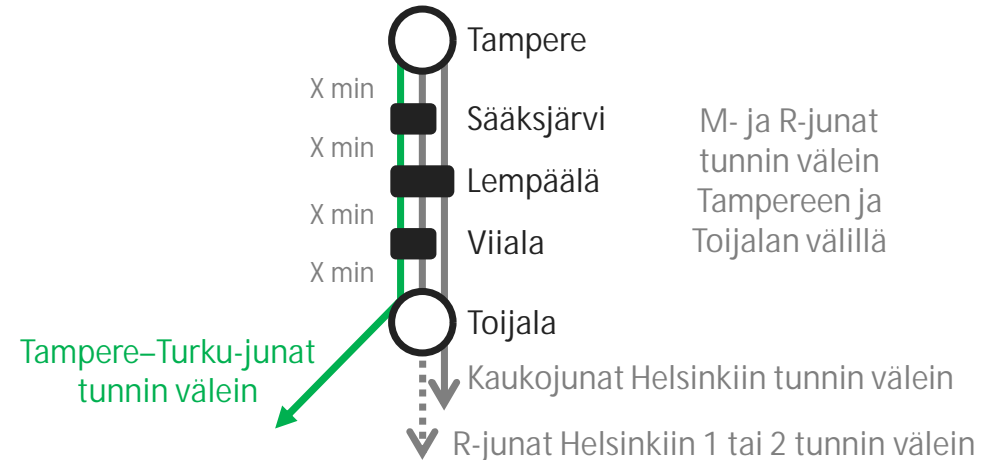 Tampere
X min
Sääksjärvi
X min
Lempäälä
X min
Viiala
X min
Toijala
M- ja R-junat
tunnin välein
Tampereen ja
Toijalan välillä
Tampere–Turku-junat
tunnin välein
Kaukojunat Helsinkiin tunnin välein
R-junat Helsinkiin 1 tai 2 tunnin välein